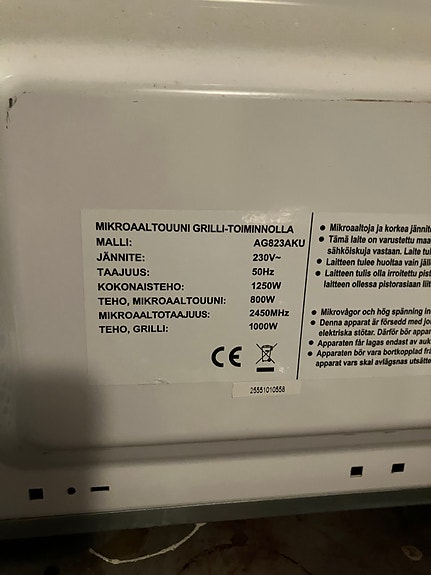 MIKROAALTOUUNI GRILLI-TOIMINNOLLA
MALLI: AG823AKU
JÄNNITE: 230V~
TAAJUUS: 50Hz
KOKONAISTEHO: 1250W
TEHO, MIKROAALTOUUNI: 800W
MIKROAALTOTAAJUUS: 2450MHz
TEHO, GRILLI: 1000W
CE
25551010558
• Mikroaaltoja ja korkea jännit
• Tämä laite on varustettu maa
sähköiskuja vastaan. Laite tul
• Laitteen tulee huoltaa vain jäll
• Laitteen tulis olla irroitettu pist
laitteen ollessa pistorasiaan liit
• Mikrovågor och hög spänning in
• Denna apparat är försedd med jo
elektriska stötar. Därför bör appar
• Apparaten får lagas endast av auk
• Apparaten bör vara bortkopplad frå
apparat vars skal avlägsnas utsätte